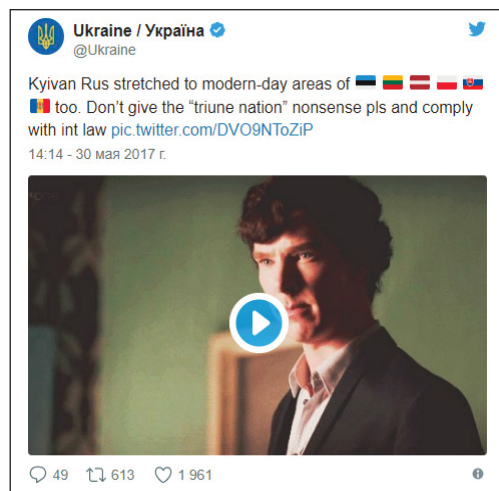 Ukraine / Україна
@Ukraine
Kyivan Rus stretched to modern-day areas of 🇪🇪 🇱🇹 🇱🇻 🇵🇱 🇸🇰
🇲🇩 too. Don’t give the “triune nation” nonsense pls and comply
with int law pic.twitter.com/DVO9NToZiP
14:14 - 30 мая 2017 г.
49 613 1 961